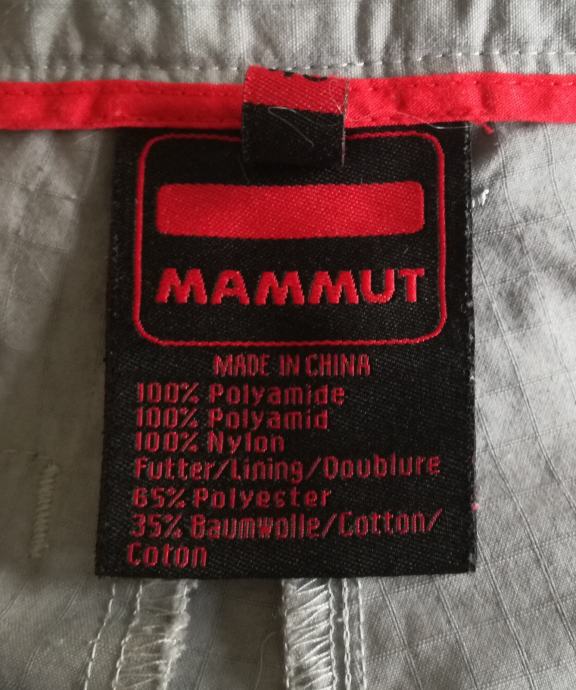 MAMMUT
MADE IN CHINA
100% Polyamide
100% Polyamid
100% Nylon
Futter/Lining/Doublure
65% Polyester
35% Baumwolle/Cotton/
Coton